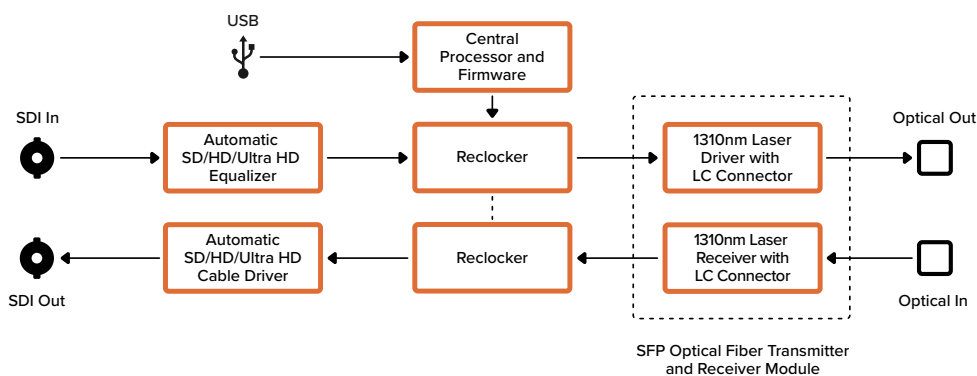 USB
Central
Processor and
Firmware
SDI In
Automatic
SD/HD/Ultra HD
Equalizer
Reclocker
1310nm Laser
Driver with
LC Connector
Optical Out
SDI Out
Automatic
SD/HD/Ultra HD
Cable Driver
Reclocker
1310nm Laser
Receiver with
LC Connector
Optical In
SFP Optical Fiber Transmitter
and Receiver Module